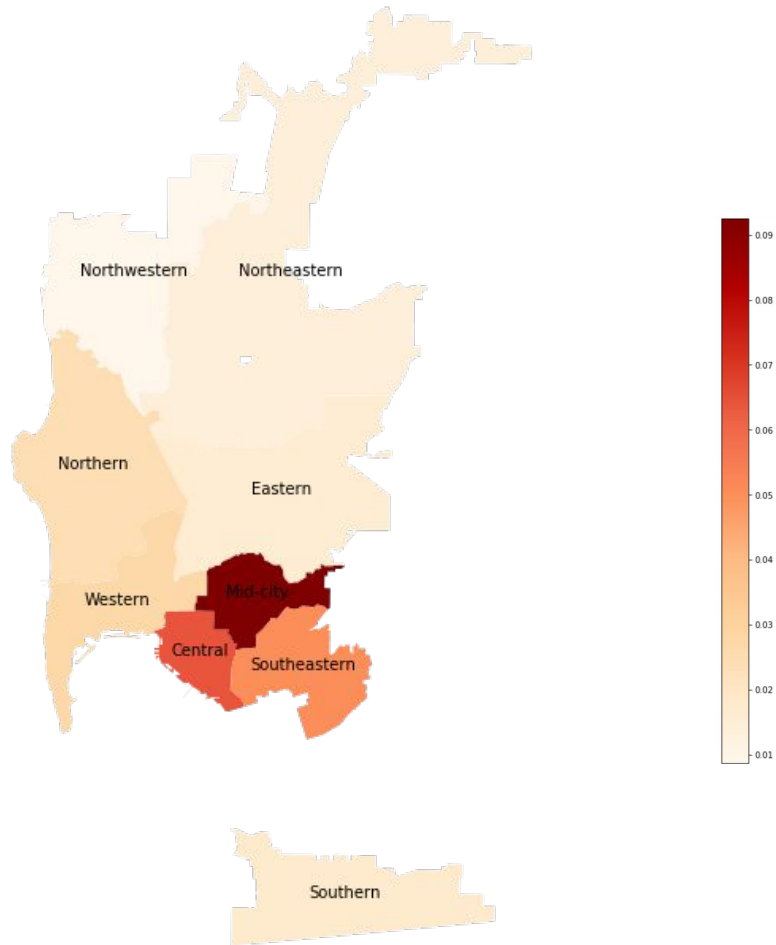 Northwestern
Northeastern
Northern
Eastern
Western
Mid-city
Central
Southeastern
Southern
0.09
0.08
0.07
0.06
0.05
0.04
0.03
0.02
0.01